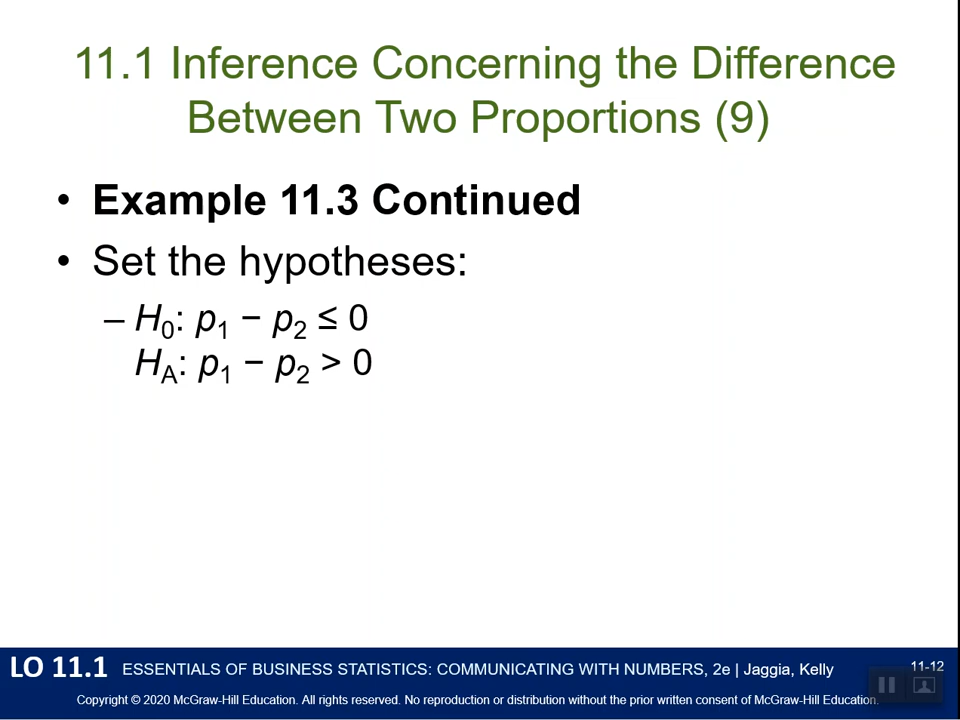 11.1 Inference Concerning the Difference
Between Two Proportions (9)
• Example 11.3 Continued
• Set the hypotheses:
– H₀: p₁ − p₂ ≤ 0
H_A: p₁ − p₂ > 0
LO 11.1 ESSENTIALS OF BUSINESS STATISTICS: COMMUNICATING WITH NUMBERS, 2e | Jaggia, Kelly 11-12
Copyright © 2020 McGraw-Hill Education. All rights reserved. No reproduction or distribution without the prior written consent of McGraw-Hill Education.